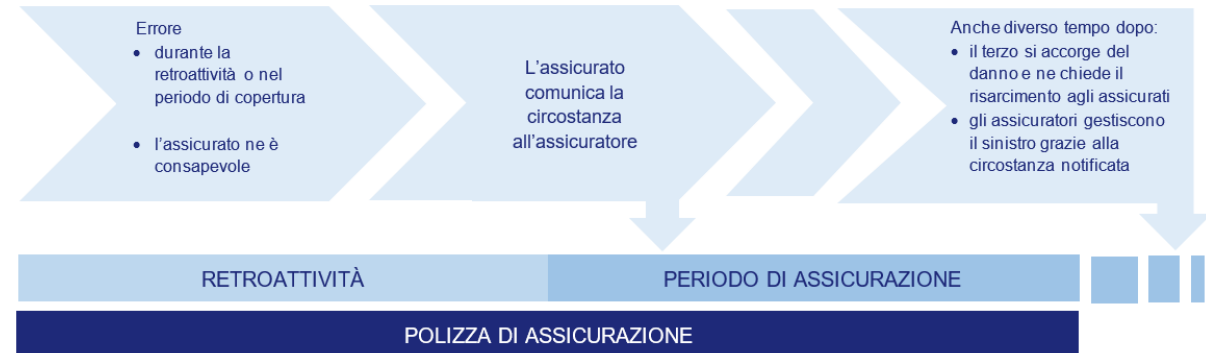 Errore
• durante la
retroattività o nel
periodo di copertura
• l'assicurato ne è
consapevole
L'assicurato
comunica la
circostanza
all'assicuratore
Anche diverso tempo dopo:
• il terzo si accorge del
danno e ne chiede il
risarcimento agli assicurati
• gli assicuratori gestiscono
il sinistro grazie alla
circostanza notificata
RETROATTIVITÀ
PERIODO DI ASSICURAZIONE
POLIZZA DI ASSICURAZIONE